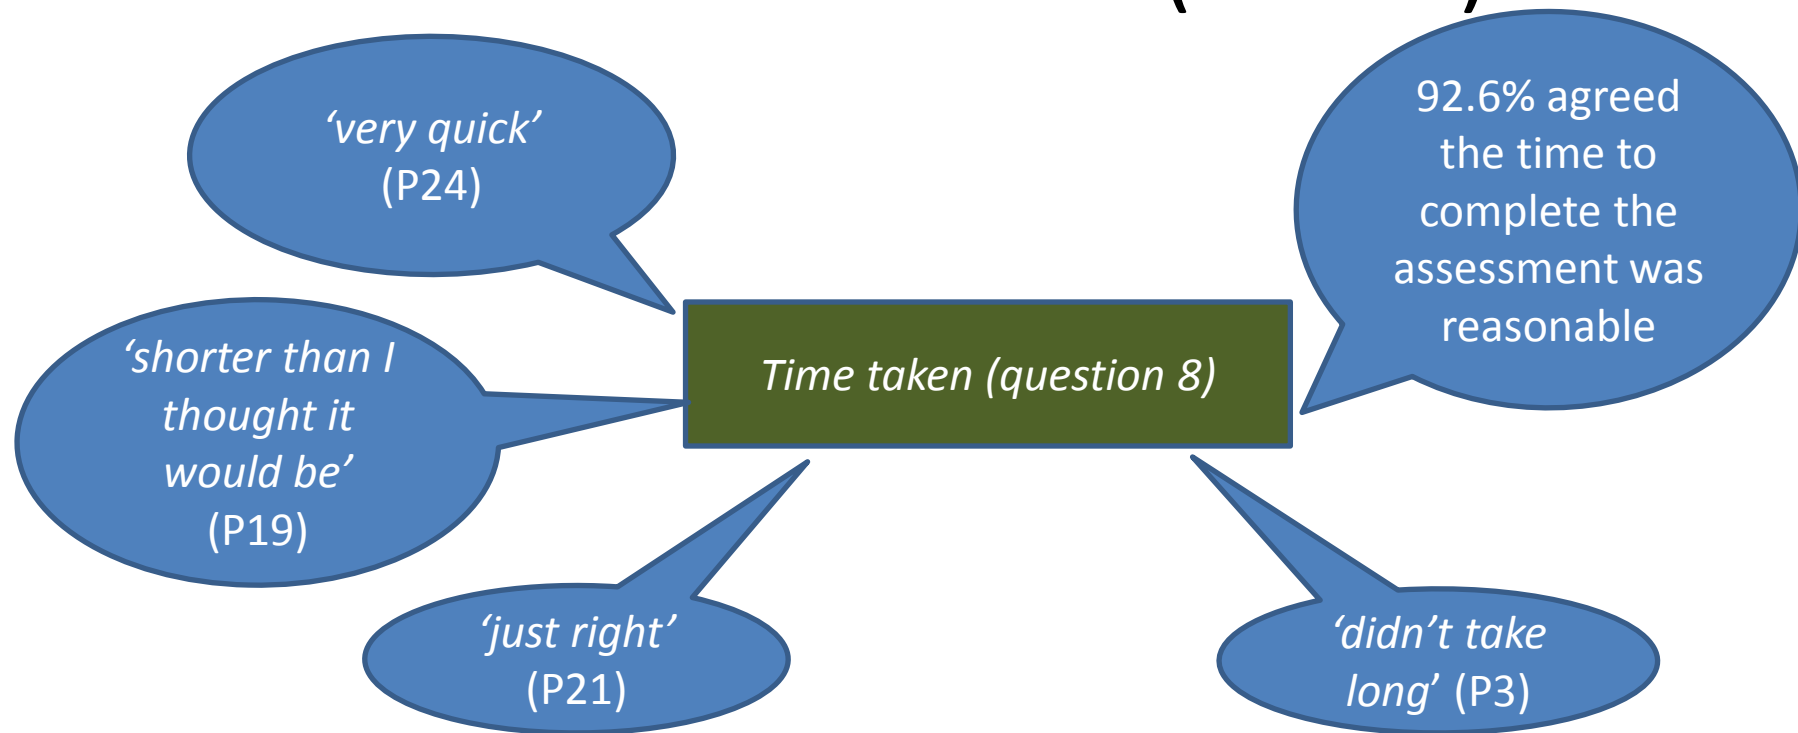 ‘very quick’
(P24)
92.6% agreed
the time to
complete the
assessment was
reasonable
‘shorter than I
thought it
would be’
(P19)
Time taken (question 8)
‘just right’
(P21)
‘didn’t take
long’ (P3)